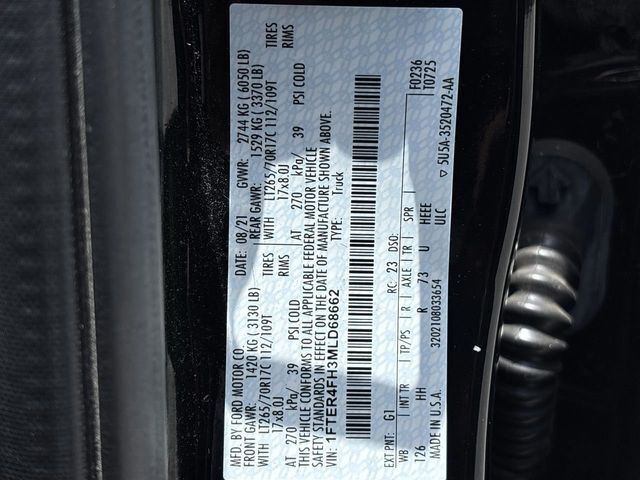 MFD. BY FORD MOTOR CO
DATE: 08/21 GVWR: 2744 KG ( 6050 LB)
FRONT GAWR: 1420 KG ( 3130 LB) REAR GAWR: 1529 KG ( 3370 LB)
LT265/70R17C 112/109T TIRES WITH LT265/70R17C 112/109T TIRES
17x8.0J RIMS 17x8.0J RIMS
AT 270 kPa/ 39 PSI COLD AT 270 kPa/ 39 PSI COLD
THIS VEHICLE CONFORMS TO ALL APPLICABLE FEDERAL MOTOR VEHICLE
SAFETY STANDARDS IN EFFECT ON THE DATE OF MANUFACTURE SHOWN ABOVE.
VIN: 1FTER4FH3MLD68662 TYPE: Truck
F0236
T0725
EXT PNT: G1 RC: 23 DSO:
WB INT TR TP/PS R AXLE TR SPR
126 HH R 73 U HEEE
ULC
▽ 5U5A-3520472-AA
MADE IN U.S.A. 3202108033654